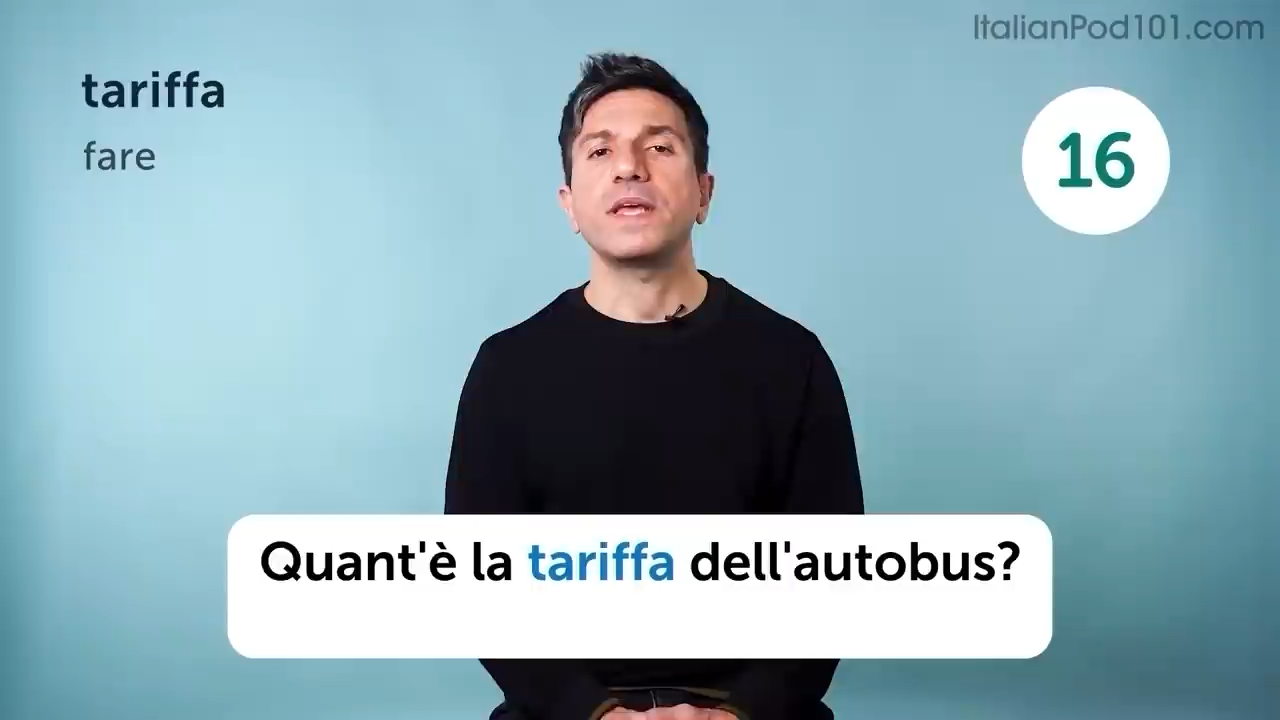 ItalianPod101.com
tariffa
fare
16
Quant'è la tariffa dell'autobus?